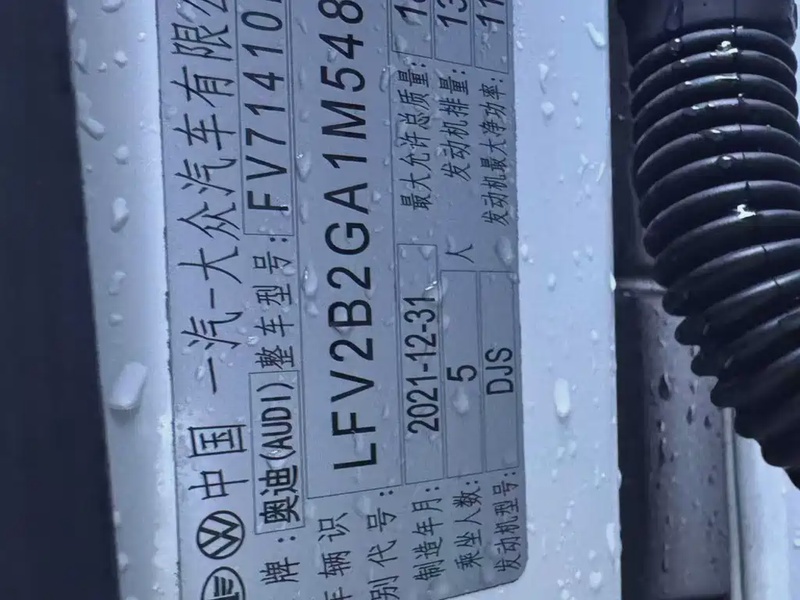 中国 一汽-大众汽车有限公
牌: 奥迪(AUDI) 整车型号: FV71410
车辆识别代号: LFV2B2GA1M548
制造年月: 2021-12-31 最大允许总质量:
乘坐人数: 5 人 发动机排量: 13
发动机型号: DJS 发动机最大净功率: 11